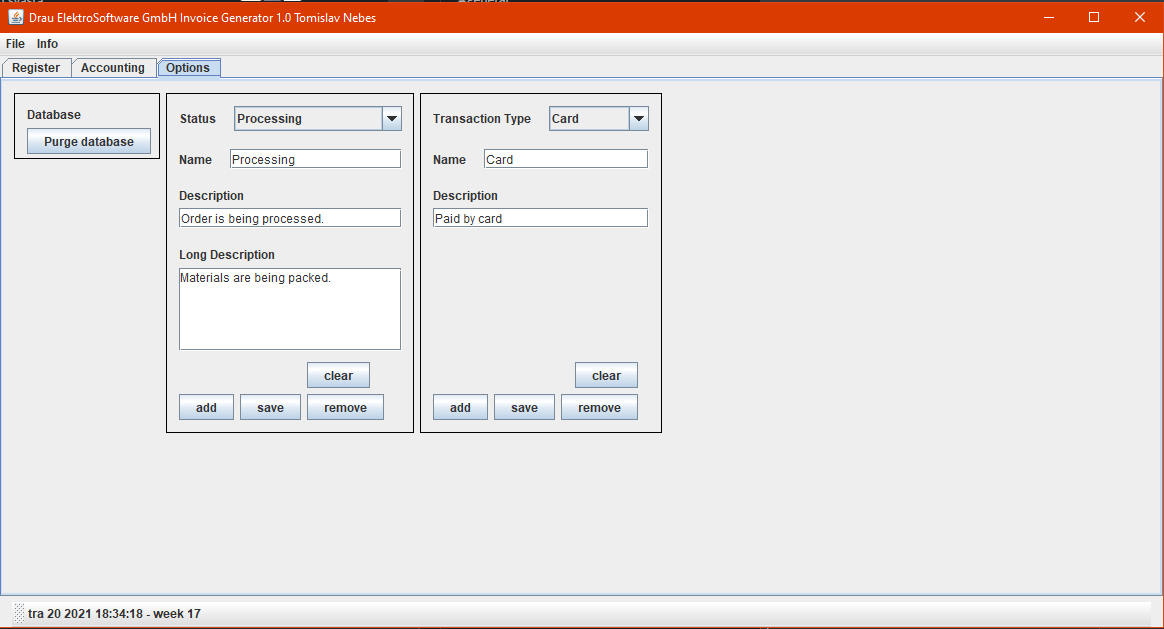 Drau ElektroSoftware GmbH Invoice Generator 1.0 Tomislav Nebes
File Info
Register Accounting Options
Database
Purge database
Status Processing
Name Processing
Description
Order is being processed.
Long Description
Materials are being packed.
clear
add save remove
Transaction Type Card
Name Card
Description
Paid by card
clear
add save remove
tra 20 2021 18:34:18 - week 17